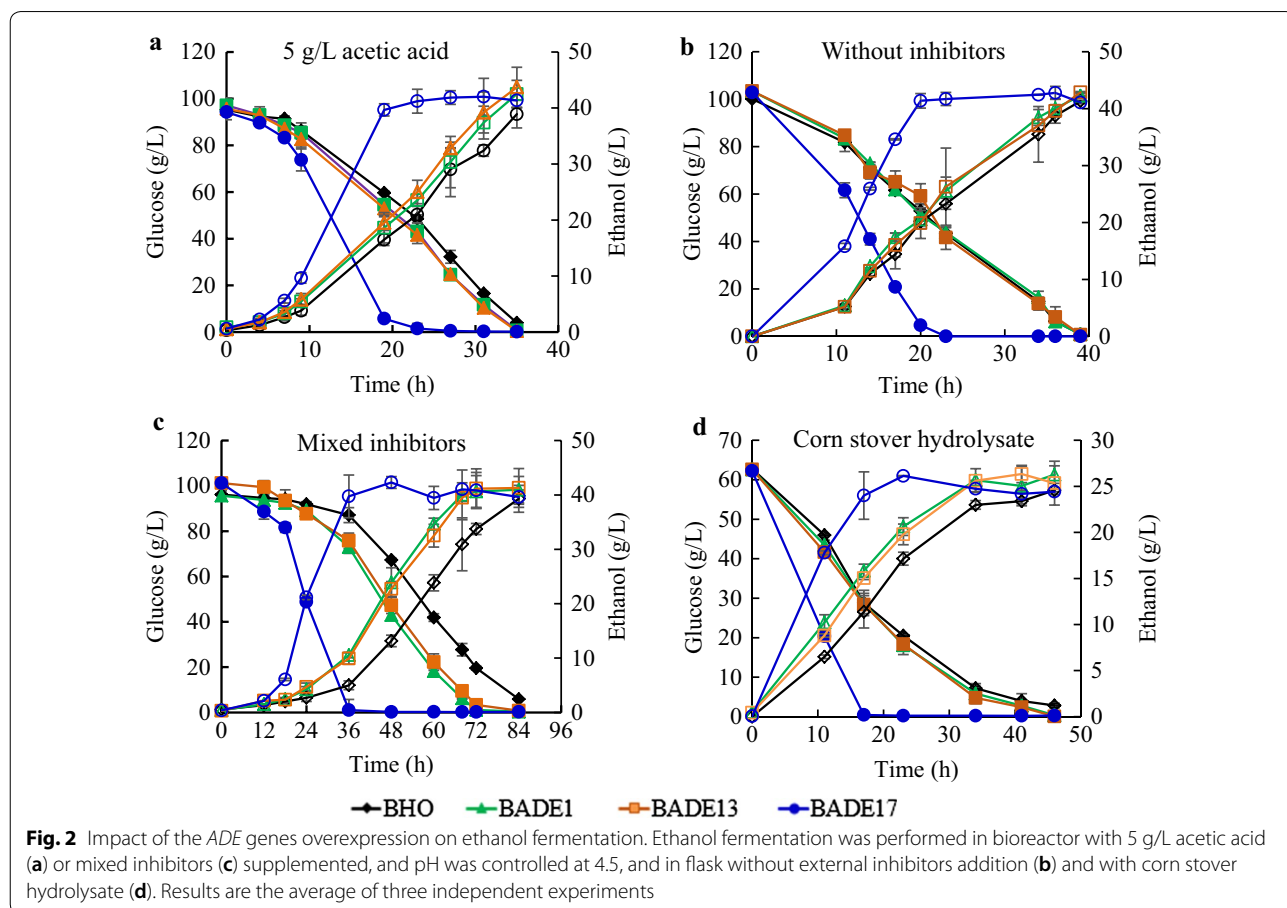 a 5 g/L acetic acid
120 50
100 40
80 30
60 20
40 10
20 0
0
Glucose (g/L)
Ethanol (g/L)
0 10 20 30 40
Time (h)
b Without inhibitors
120 50
100 40
80 30
60 20
40 10
20 0
0
Glucose (g/L)
Ethaanol (g/L)
0 10 20 30 40
Time (h)
c Mixed inhibitors
120 50
100 40
80 30
60 20
40 10
20 0
0
Glucose (g/L)
Ethanol (g/L)
0 12 24 36 48 60 72 84 96
Time (h)
d Corn stover hydrolysate
70 30
60 25
50 20
40 15
30 10
20 5
10 0
0
Glucose (g/L)
Ethanol (g/L)
0 10 20 30 40 50
Time (h)
BHO BADE1 BADE13 BADE17
Fig. 2 Impact of the ADE genes overexpression on ethanol fermentation. Ethanol fermentation was performed in bioreactor with 5 g/L acetic acid
(a) or mixed inhibitors (c) supplemented, and pH was controlled at 4.5, and in flask without external inhibitors addition (b) and with corn stover
hydrolysate (d). Results are the average of three independent experiments